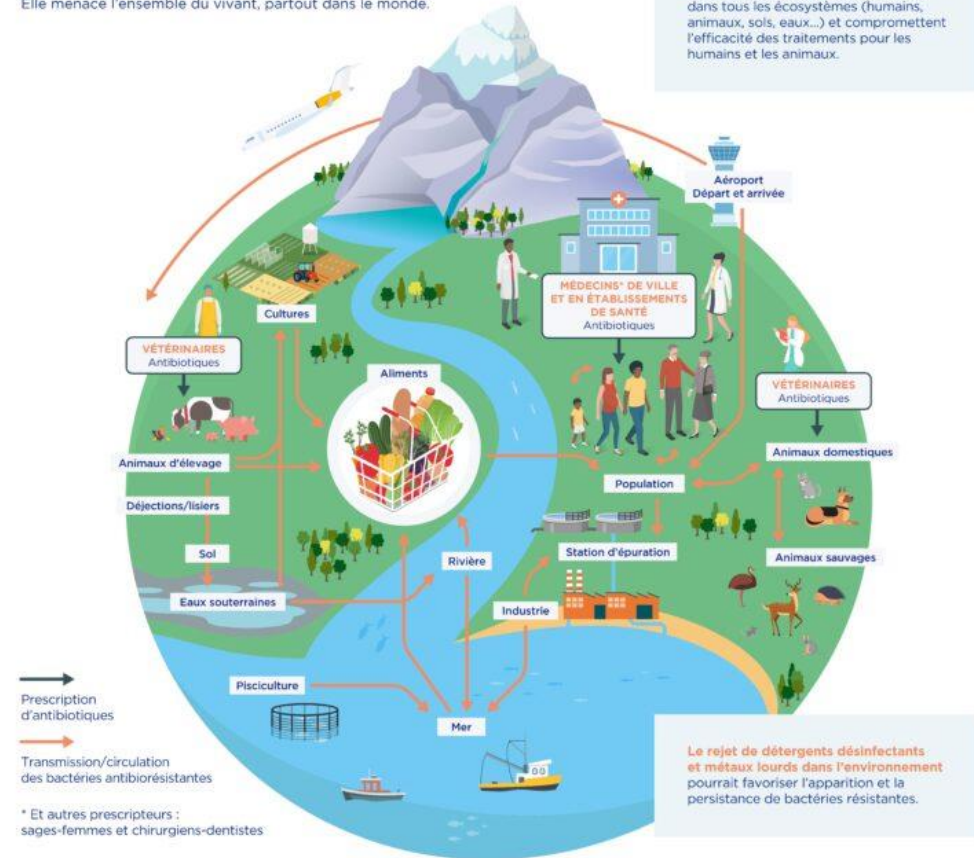 Elle menace l'ensemble du vivant, partout dans le monde.
dans tous les écosystèmes (humains,
animaux, sols, eaux...) et compromettent
l'efficacité des traitements pour les
humains et les animaux.
Aéroport
Départ et arrivée
MÉDECINS* DE VILLE
ET EN ÉTABLISSEMENTS
DE SANTÉ
Antibiotiques
Cultures
VÉTÉRINAIRES
Antibiotiques
Aliments
VÉTÉRINAIRES
Antibiotiques
Animaux d'élevage
Animaux domestiques
Population
Déjections/lisiers
Sol
Station d'épuration
Animaux sauvages
Rivière
Eaux souterraines
Industrie
Pisciculture
Mer
Prescription
d'antibiotiques
Transmission/circulation
des bactéries antibiorésistantes
* Et autres prescripteurs :
sages-femmes et chirurgiens-dentistes
Le rejet de détergents désinfectants
et métaux lourds dans l'environnement
pourrait favoriser l'apparition et la
persistance de bactéries résistantes.